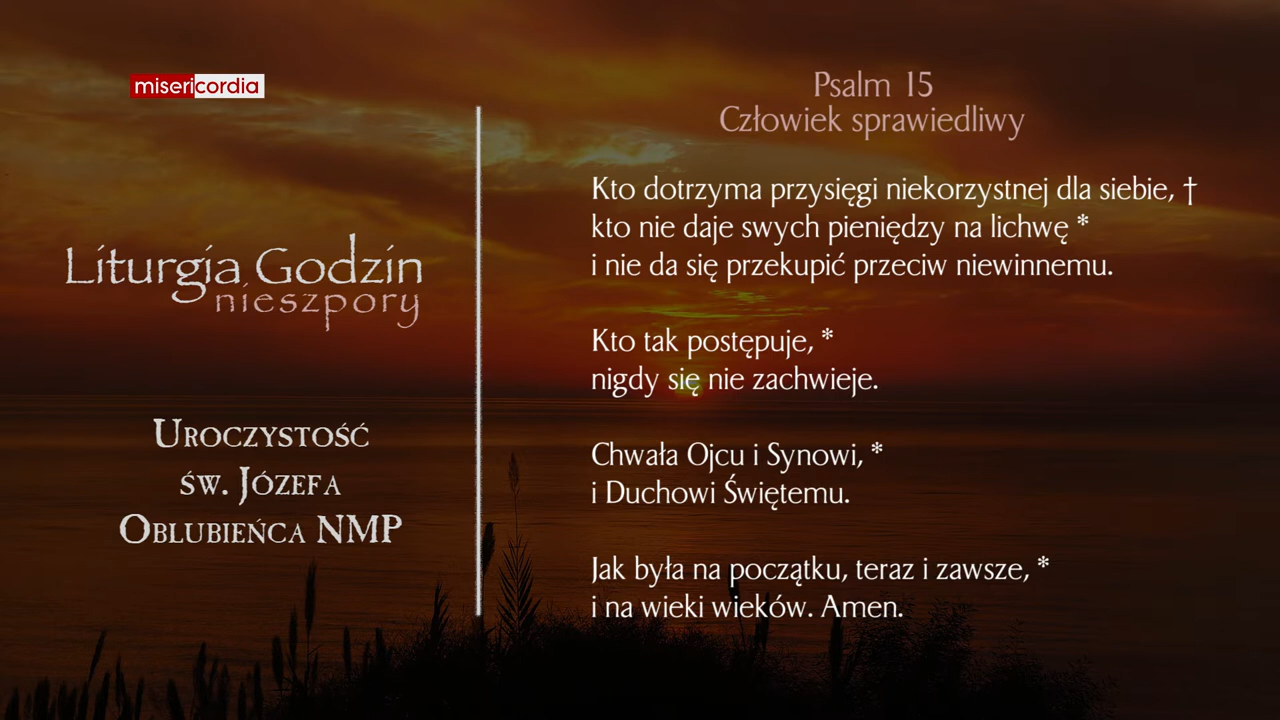 misericordia
Liturgia Godzin
nieszpory
Uroczystość
św. Józefa
Oblubieńca NMP
Psalm 15
Człowiek sprawiedliwy
Kto dotrzyma przysięgi niekorzystnej dla siebie, †
kto nie daje swych pieniędzy na lichwę *
i nie da się przekupić przeciw niewinnemu.
Kto tak postępuje, *
nigdy się nie zachwieje.
Chwała Ojcu i Synowi, *
i Duchowi Świętemu.
Jak była na początku, teraz i zawsze, *
i na wieki wieków. Amen.